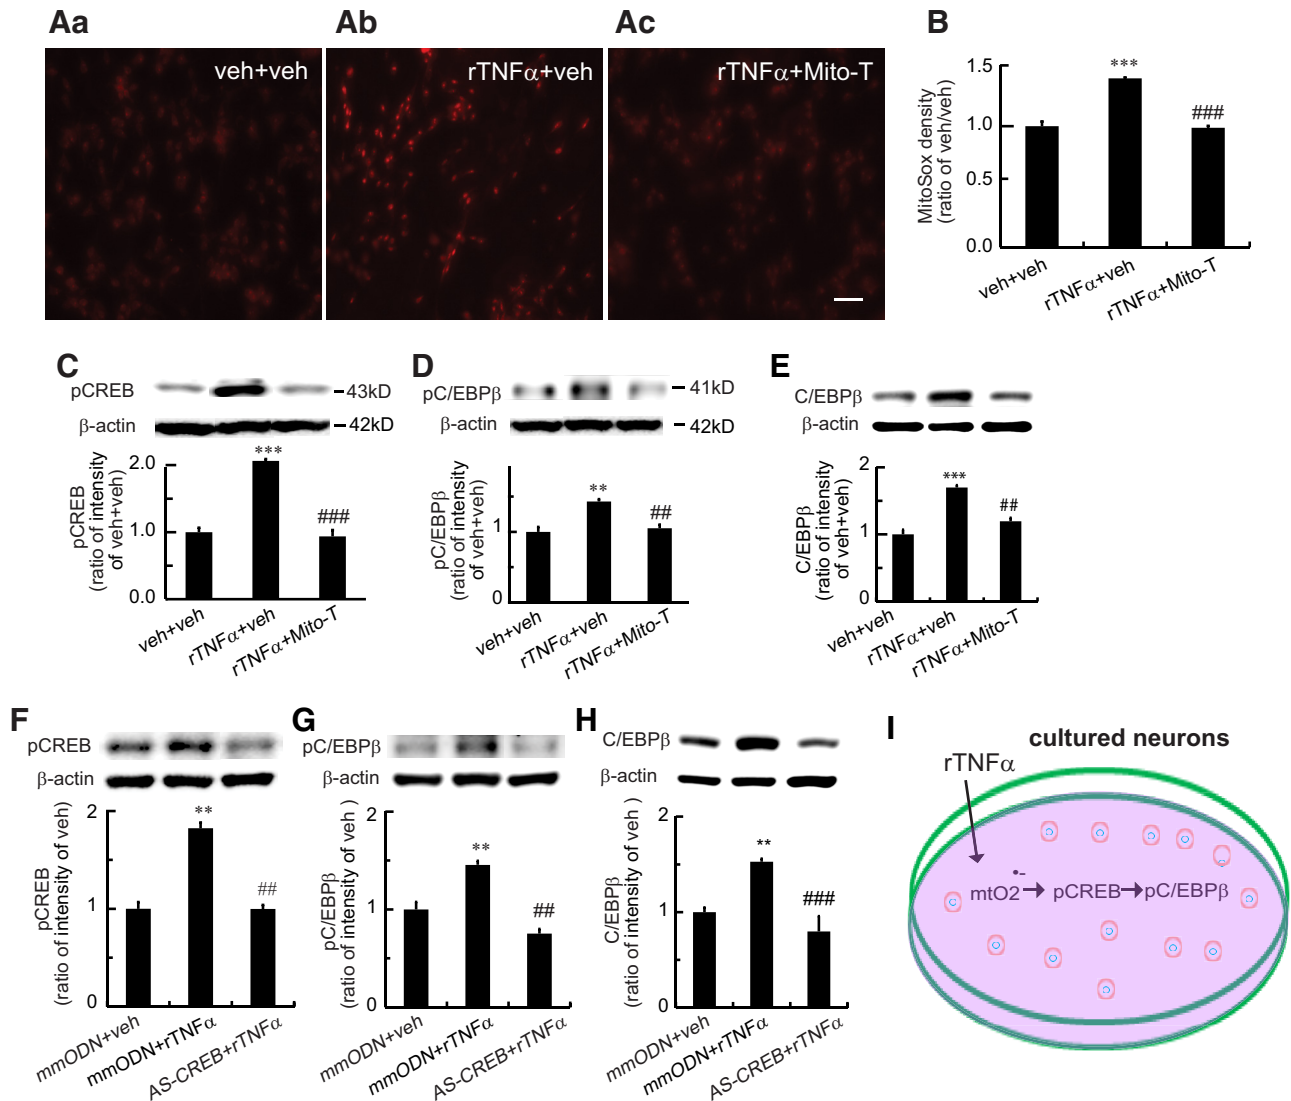 Aa
Ab
Ac
B
veh+veh
rTNFα+veh
rTNFα+Mito-T
MitoSox density
(ratio of veh/veh)
1.5
1.0
0.5
0.0
***
###
veh+veh
rTNFα+veh
rTNFα+Mito-T
C
pCREB
43kD
β-actin
42kD
pCREB
(ratio of intensity
of veh+veh)
2.0
1.0
0.0
***
###
veh+veh
rTNFα+veh
rTNFα+Mito-T
D
pC/EBPβ
41kD
β-actin
42kD
pC/EBPβ
(ratio of intensity
of veh+veh)
1
0
**
##
veh+veh
rTNFα+veh
rTNFα+Mito-T
E
C/EBPβ
β-actin
C/EBPβ
(ratio of intensity
of veh+veh)
2
1
0
***
##
veh+veh
rTNFα+veh
rTNFα+Mito-T
F
pCREB
β-actin
pCREB
(ratio of intensity of veh)
2
1
0
**
##
mmODN+veh
mmODN+rTNFα
AS-CREB+rTNFα
G
pC/EBPβ
β-actin
pC/EBPβ
(ratio of intensity of veh )
2
1
0
**
##
mmODN+veh
mmODN+rTNFα
AS-CREB+rTNFα
H
C/EBPβ
β-actin
C/EBPβ
(ratio of intensity of veh )
2
1
0
**
###
mmODN+veh
mmODN+rTNFα
AS-CREB+rTNFα
I
cultured neurons
rTNFα
mtO2•- → pCREB → pC/EBPβ